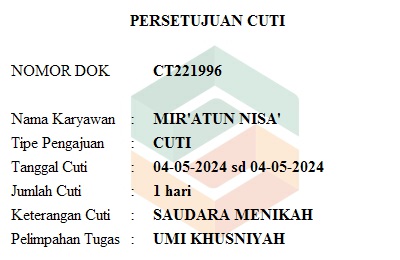 PERSETUJUAN CUTI
NOMOR DOK CT221996
Nama Karyawan : MIR'ATUN NISA'
Tipe Pengajuan : CUTI
Tanggal Cuti : 04-05-2024 sd 04-05-2024
Jumlah Cuti : 1 hari
Keterangan Cuti : SAUDARA MENIKAH
Pelimpahan Tugas : UMI KHUSNIYAH